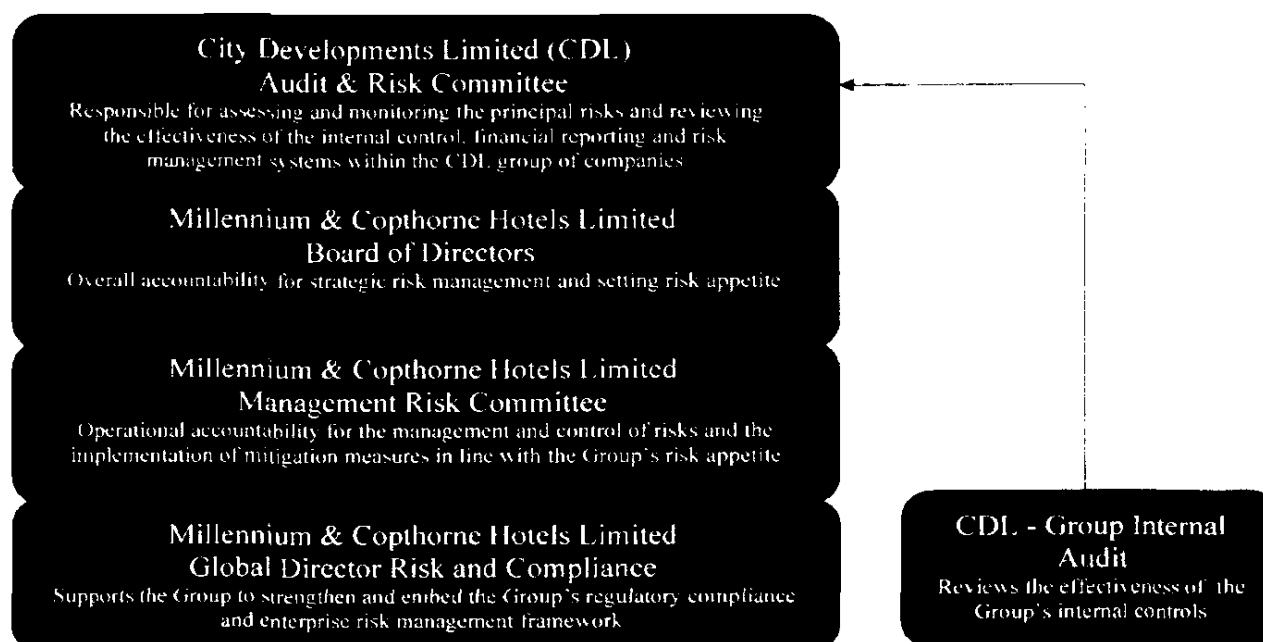 City Developments Limited (CDL)
Audit & Risk Committee
Responsible for assessing and monitoring the principal risks and reviewing
the effectiveness of the internal control, financial reporting and risk
management systems within the CDL group of companies
Millennium & Copthorne Hotels Limited
Board of Directors
Overall accountability for strategic risk management and setting risk appetite
Millennium & Copthorne Hotels Limited
Management Risk Committee
Operational accountability for the management and control of risks and the
implementation of mitigation measures in line with the Group's risk appetite
Millennium & Copthorne Hotels Limited
Global Director Risk and Compliance
Supports the Group to strengthen and embed the Group's regulatory compliance
and enterprise risk management framework
CDL - Group Internal
Audit
Reviews the effectiveness of the
Group's internal controls